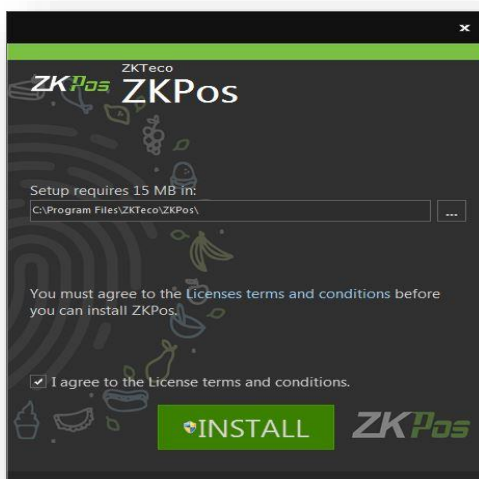 ZKTeco
ZKPos ZKPos
Setup requires 15 MB in:
C:\Program Files\ZKTeco\ZKPos\
...
You must agree to the Licenses terms and conditions before
you can install ZKPos.
I agree to the License terms and conditions.
INSTALL ZKPos